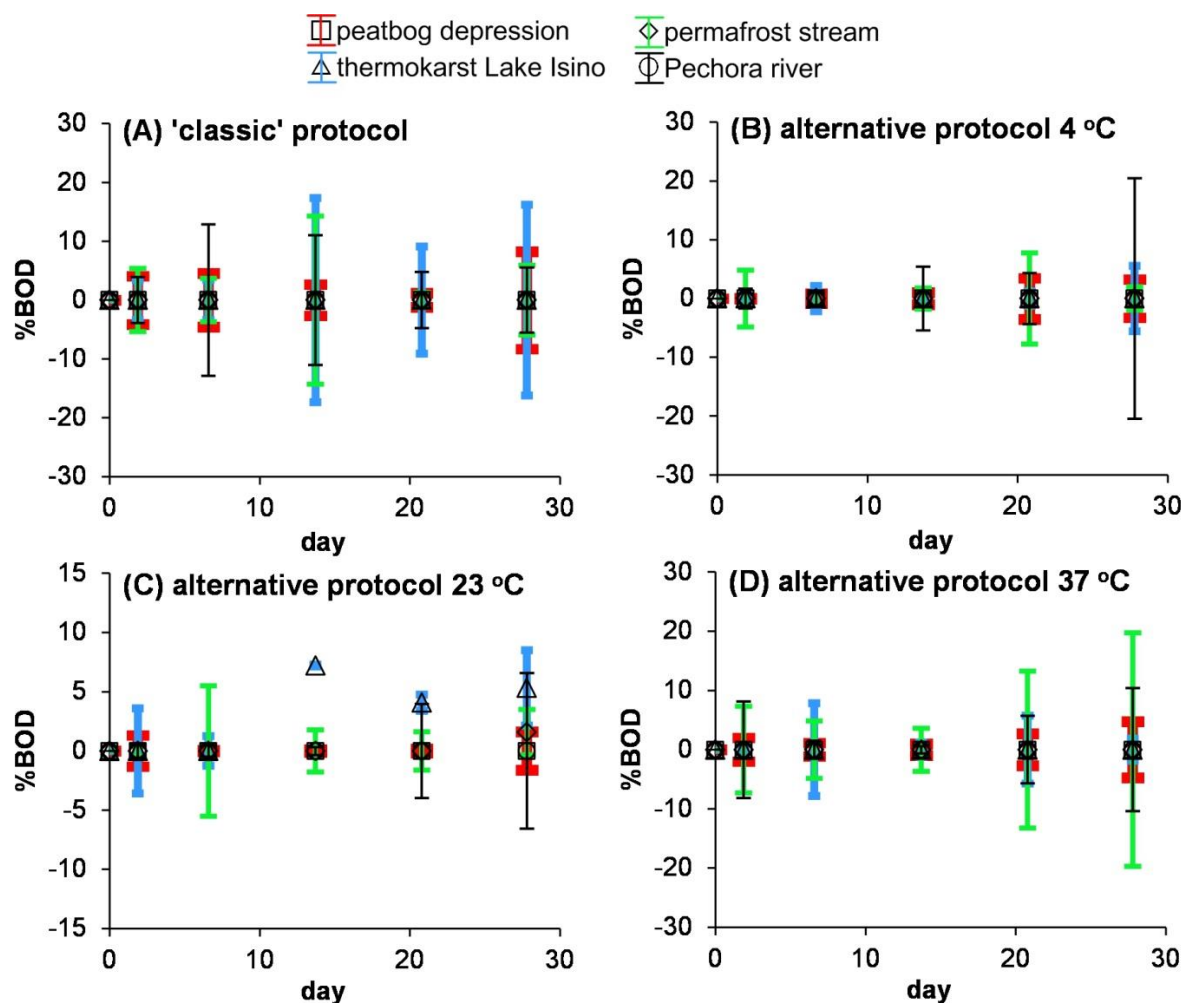 peatbog depression permafrost stream
thermokarst Lake Isino Pechora river
(A) 'classic' protocol
30
20
10
0
-10
-20
-30
%BOD
0 10 20 30
day
(B) alternative protocol 4 °C
30
20
10
0
-10
-20
-30
%BOD
0 10 20 30
day
(C) alternative protocol 23 °C
15
10
5
0
-5
-10
-15
%BOD
0 10 20 30
day
(D) alternative protocol 37 °C
30
20
10
0
-10
-20
-30
%BOD
0 10 20 30
day